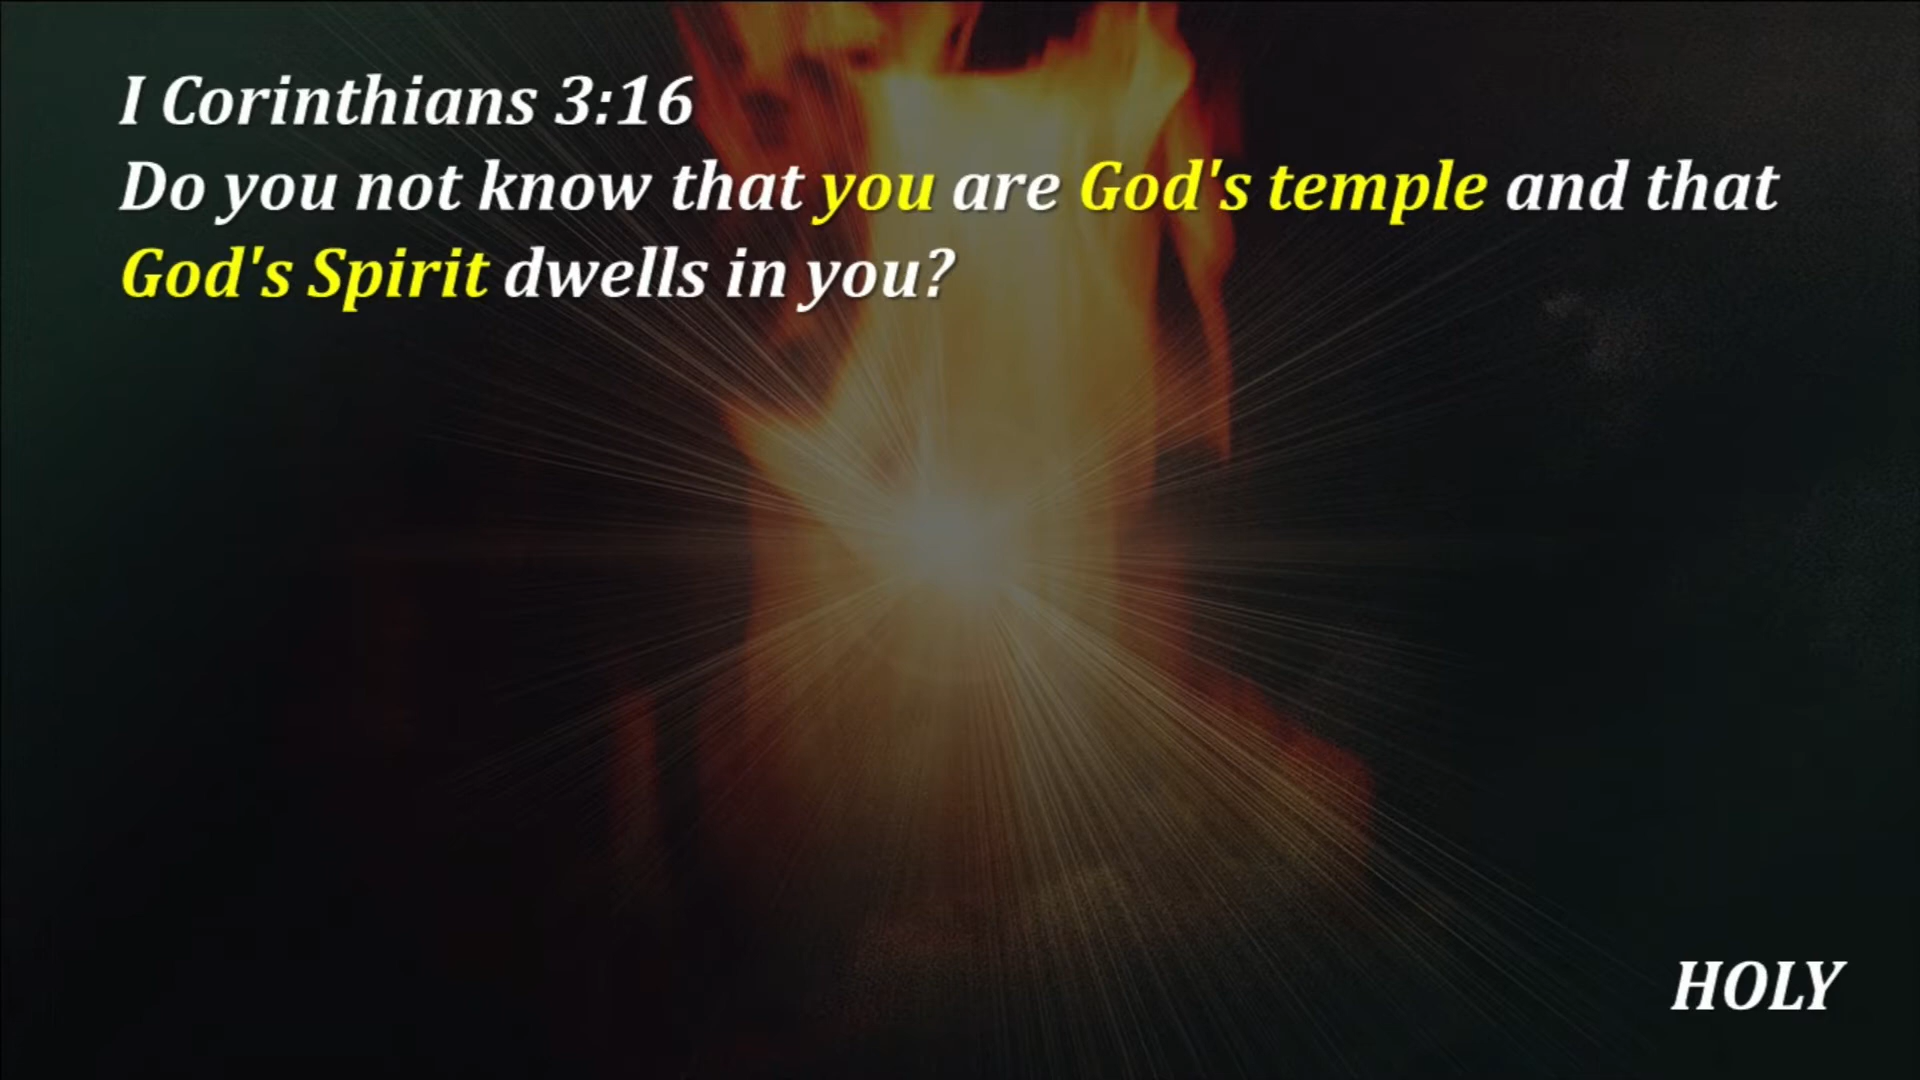 I Corinthians 3:16
Do you not know that you are God's temple and that
God's Spirit dwells in you?
HOLY